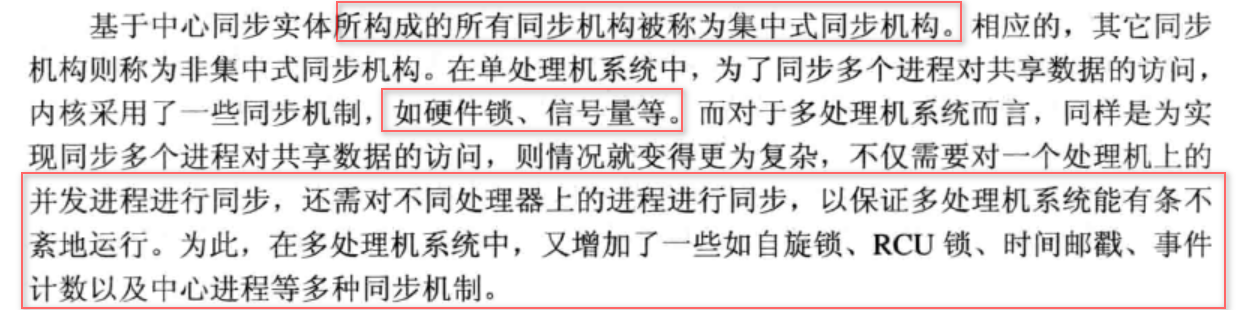 基于中心同步实体所构成的所有同步机构被称为集中式同步机构。相应的，其它同步
机构则称为非集中式同步机构。在单处理机系统中，为了同步多个进程对共享数据的访问，
内核采用了一些同步机制，如硬件锁、信号量等。而对于多处理机系统而言，同样是为实
现同步多个进程对共享数据的访问，则情况就变得更为复杂，不仅需要对一个处理机上的
并发进程进行同步，还需对不同处理器上的进程进行同步，以保证多处理机系统能有条不
紊地运行。为此，在多处理机系统中，又增加了一些如自旋锁、RCU 锁、时间邮戳、事件
计数以及中心进程等多种同步机制。